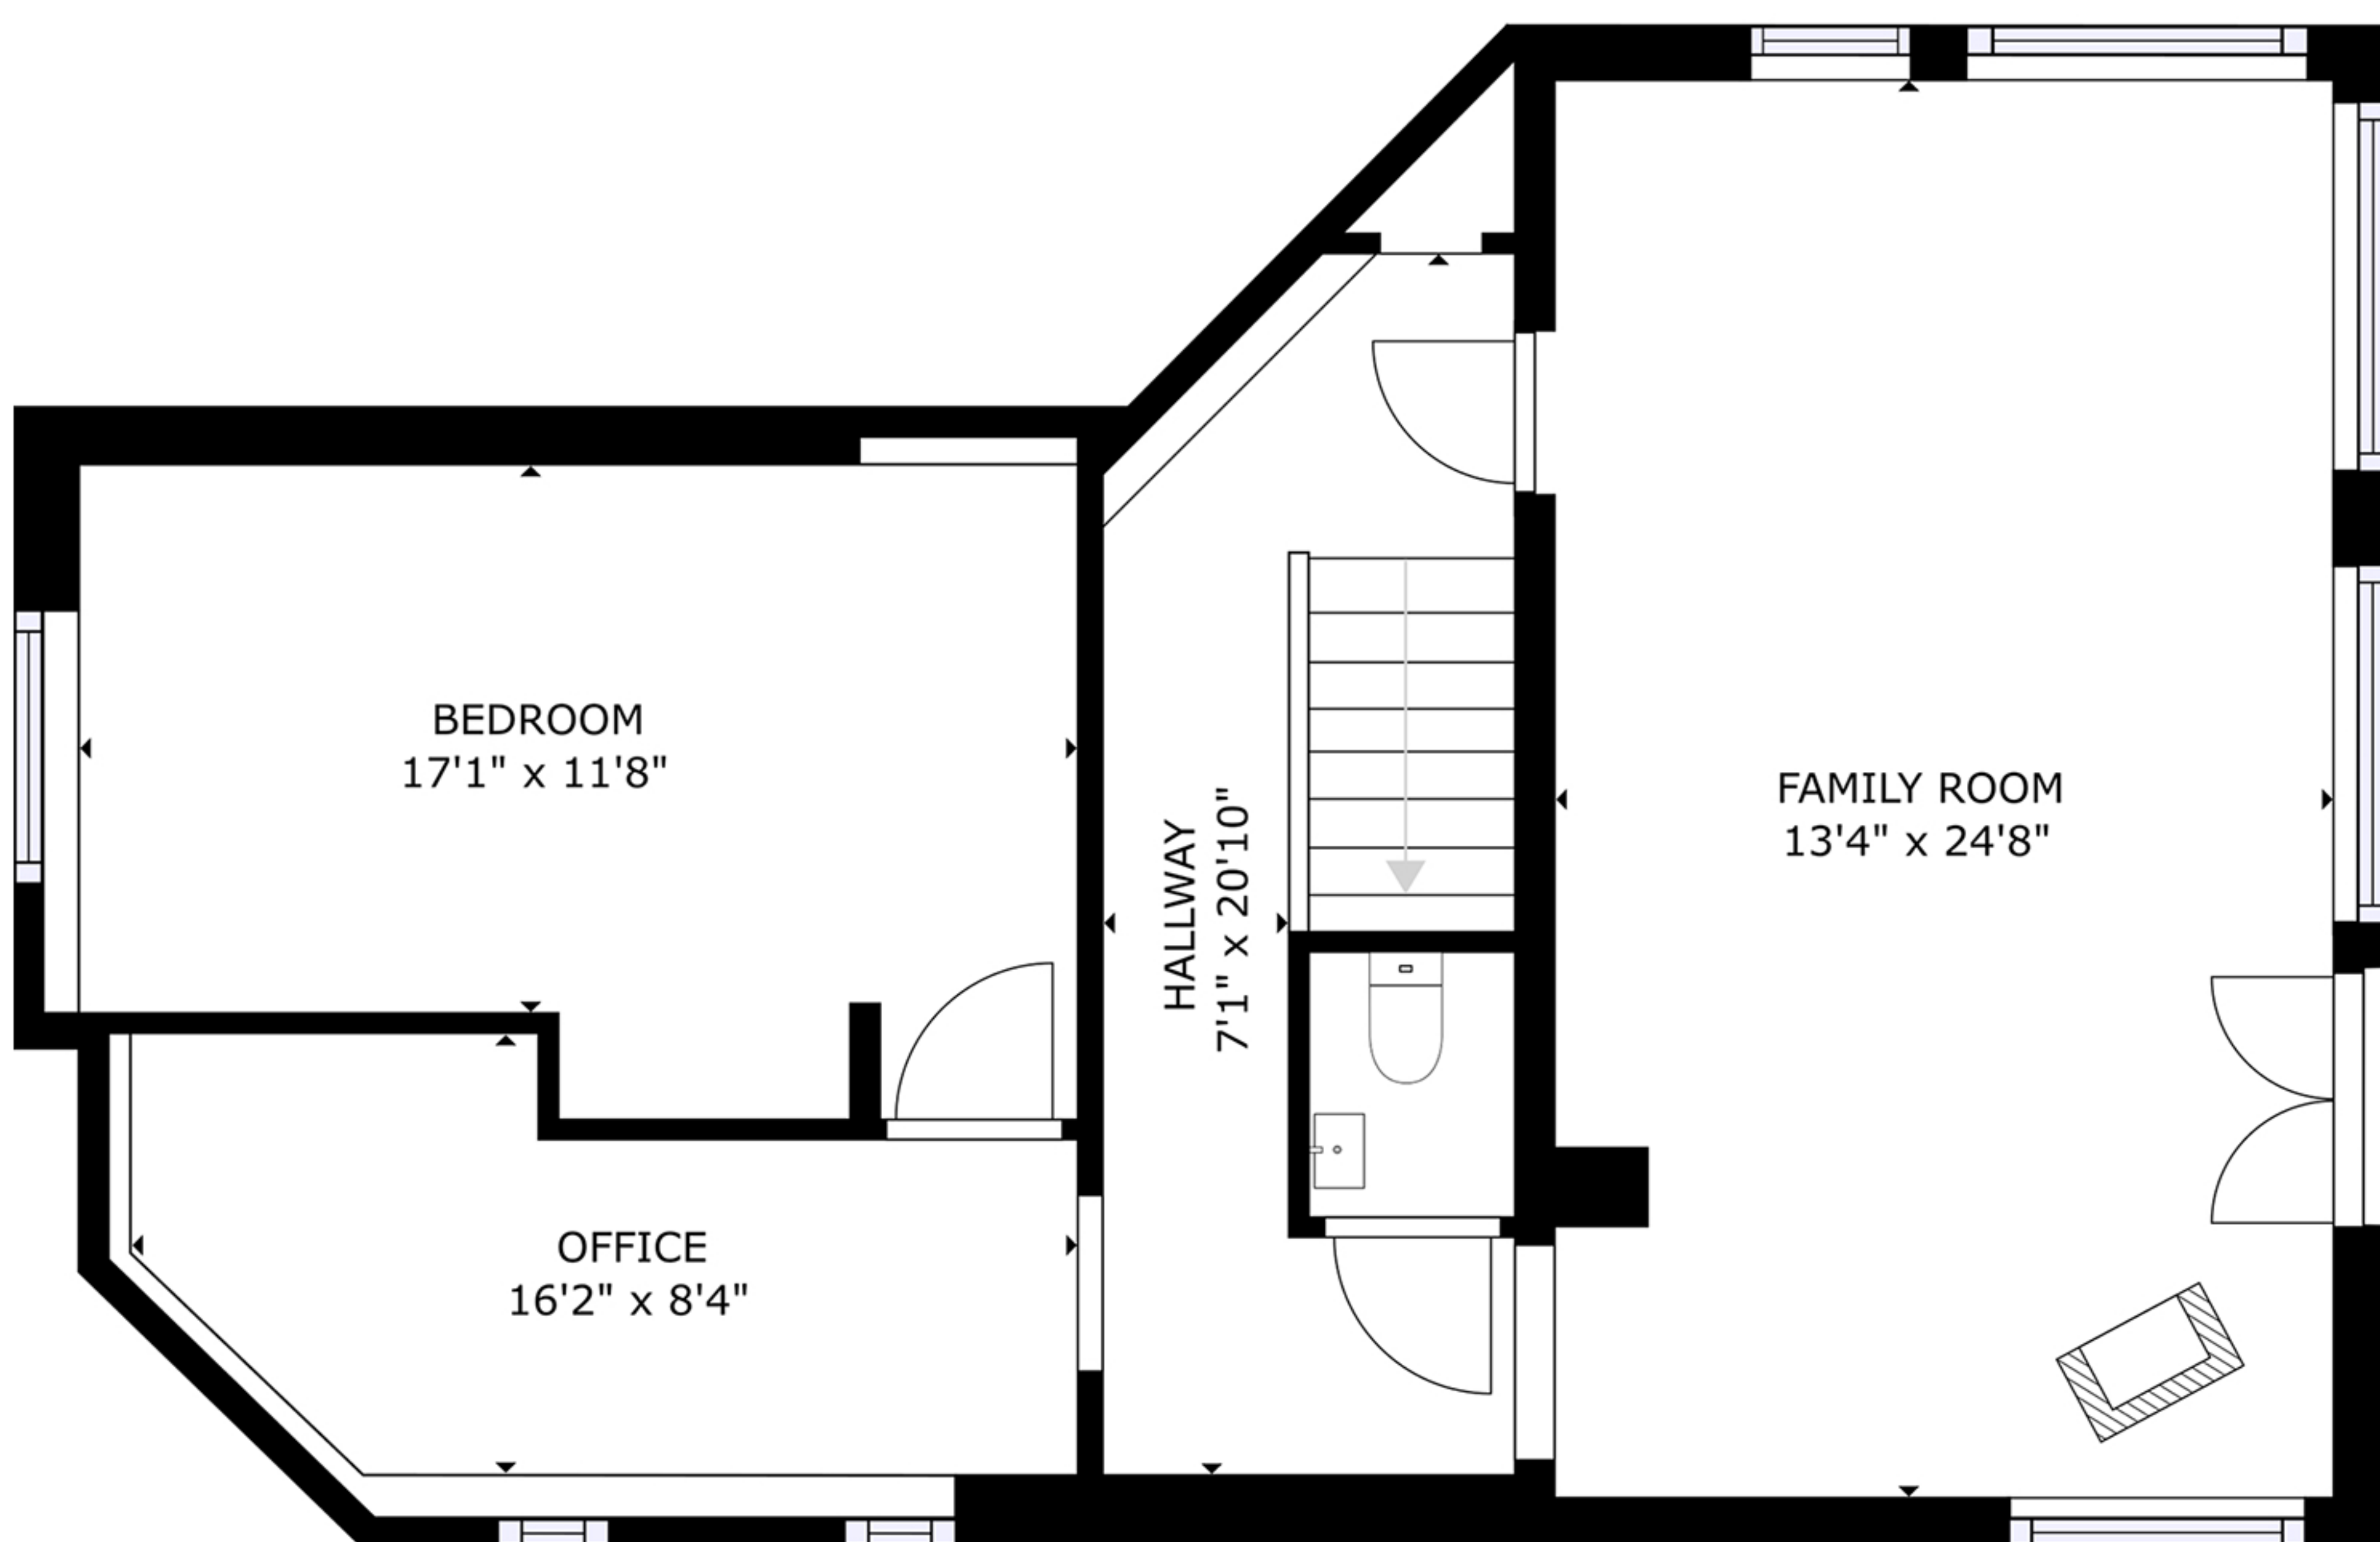 BEDROOM
17'1" x 11'8"
HALLWAY
7'1" x 20'10"
FAMILY ROOM
13'4" x 24'8"
OFFICE
16'2" x 8'4"